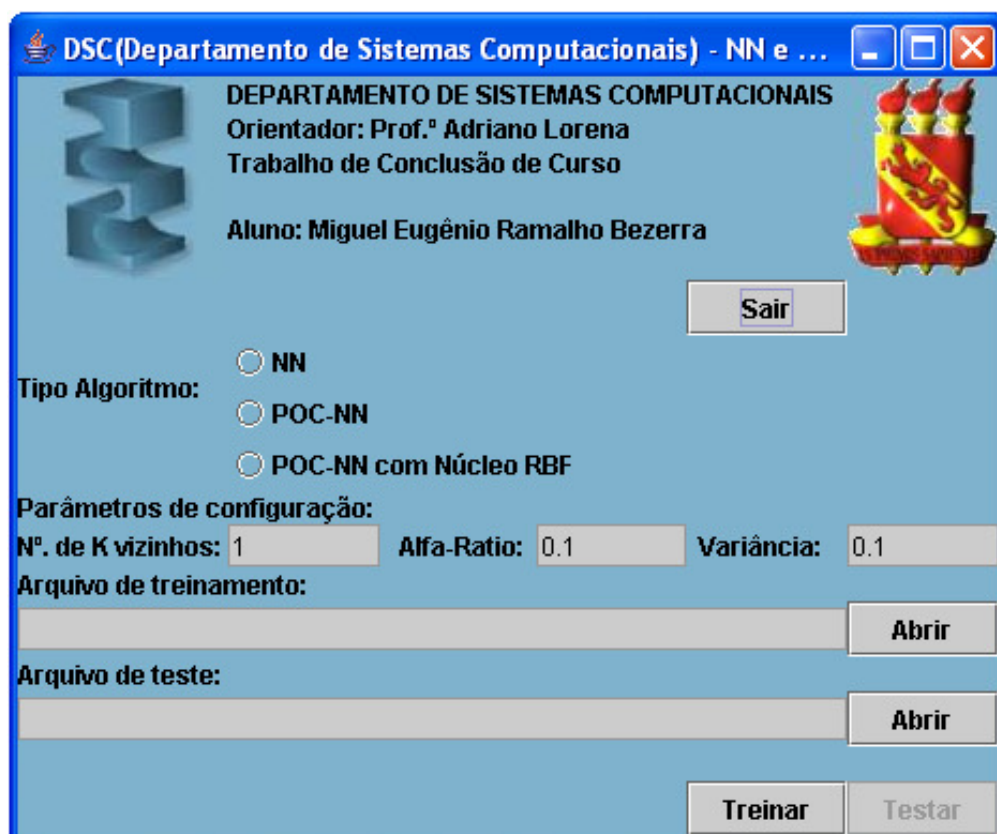 DSC(Departamento de Sistemas Computacionais) - NN e ...
DEPARTAMENTO DE SISTEMAS COMPUTACIONAIS
Orientador: Prof.º Adriano Lorena
Trabalho de Conclusão de Curso
Aluno: Miguel Eugênio Ramalho Bezerra
Sair
Tipo Algoritmo:
NN
POC-NN
POC-NN com Núcleo RBF
Parâmetros de configuração:
Nº. de K vizinhos: 1 Alfa-Ratio: 0.1 Variância: 0.1
Arquivo de treinamento:
Abrir
Arquivo de teste:
Abrir
Treinar Testar